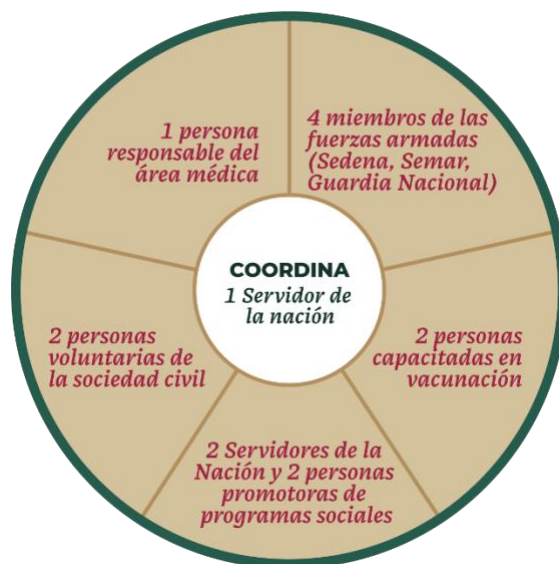 1 persona
responsable del
área médica
4 miembros de las
fuerzas armadas
(Sedena, Semar,
Guardia Nacional)
COORDINA
1 Servidor de
la nación
2 personas
voluntarias de
la sociedad civil
2 personas
capacitadas en
vacunación
2 Servidores de la
Nación y 2 personas
promotoras de
programas sociales